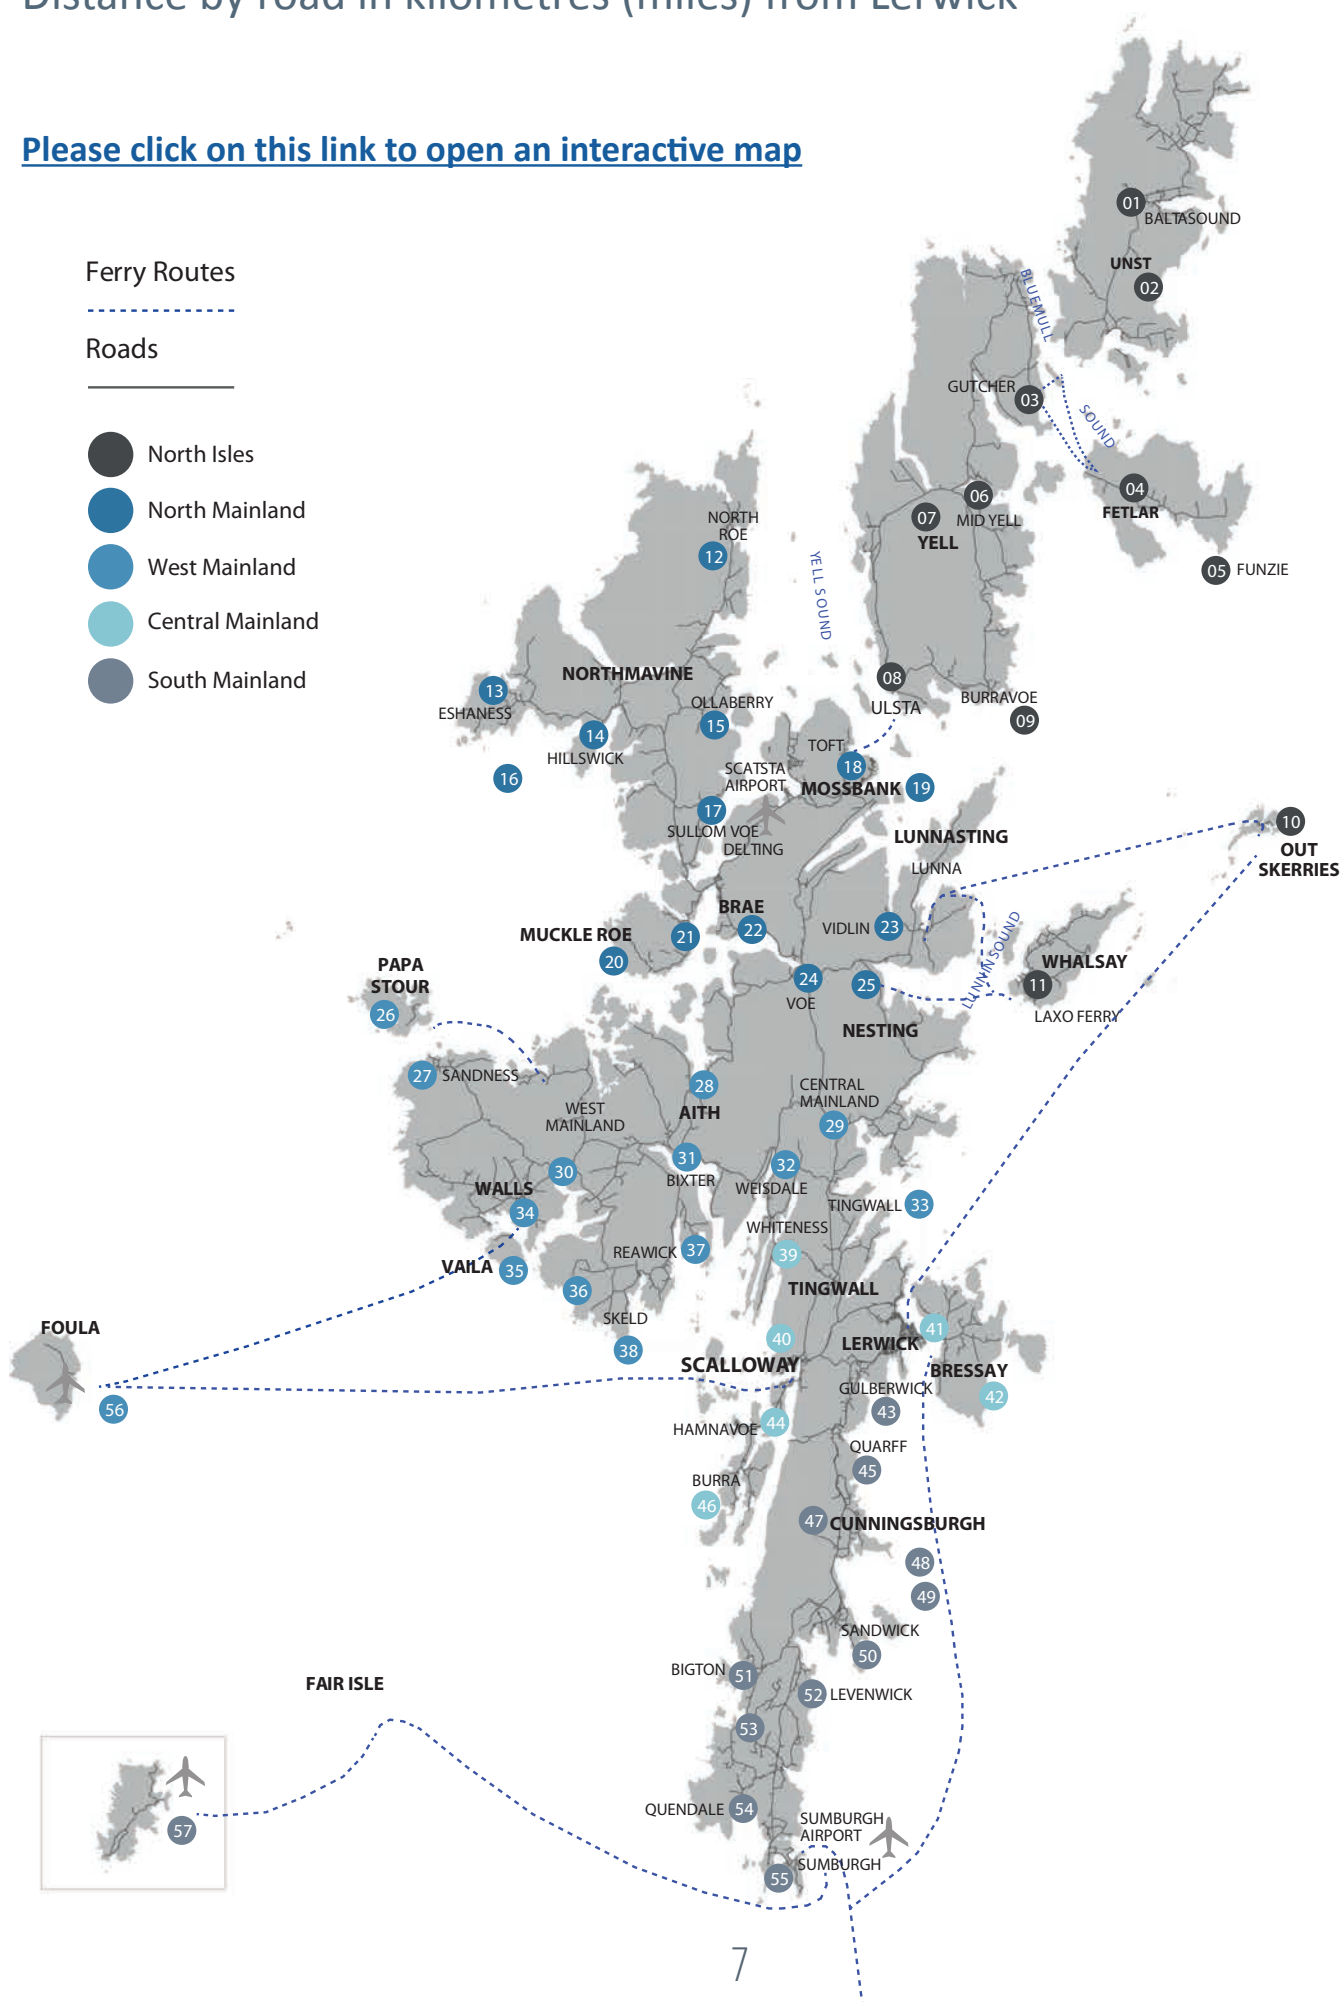 Distance by road in kilometres (miles) from Lerwick
Please click on this link to open an interactive map
Ferry Routes
Roads
North Isles
North Mainland
West Mainland
Central Mainland
South Mainland
01
BALTASOUND
UNST
02
BLUEMULL
SOUND
GUTCHER
03
04
FETLAR
05 FUNZIE
06
MID YELL
07
YELL
YELL SOUND
08
ULSTA
BURRAVOE
09
NORTH
ROE
12
NORTHMAVINE
13
ESHANESS
14
HILLSWICK
OLLABERRY
15
16
SCATSTA
AIRPORT
17
SULLOM VOE
DELTING
TOFT
18
MOSSBANK 19
LUNNASTING
LUNNA
10
OUT
SKERRIES
BRAE
22
MUCKLE ROE
21
20
VIDLIN 23
LUNNIN SOUND
WHALSAY
11
LAXO FERRY
24
VOE
25
NESTING
PAPA
STOUR
26
27 SANDNESS
WEST
MAINLAND
28
AITH
CENTRAL
MAINLAND
29
30
31
BIXTER
32
WEISDALE
WALLS
34
TINGWALL 33
WHITENESS
39
REAWICK 37
VAILA 35
36
TINGWALL
SKELD
38
FOULA
56
40
SCALLOWAY
LERWICK
41
BRESSAY
42
GULBERWICK
43
HAMNAVOE 44
QUARFF
45
BURRA
46
47 CUNNINGSBURGH
48
49
SANDWICK
50
BIGTON 51
52 LEVENWICK
53
FAIR ISLE
57
QUENDALE 54
SUMBURGH
AIRPORT
SUMBURGH
55
7